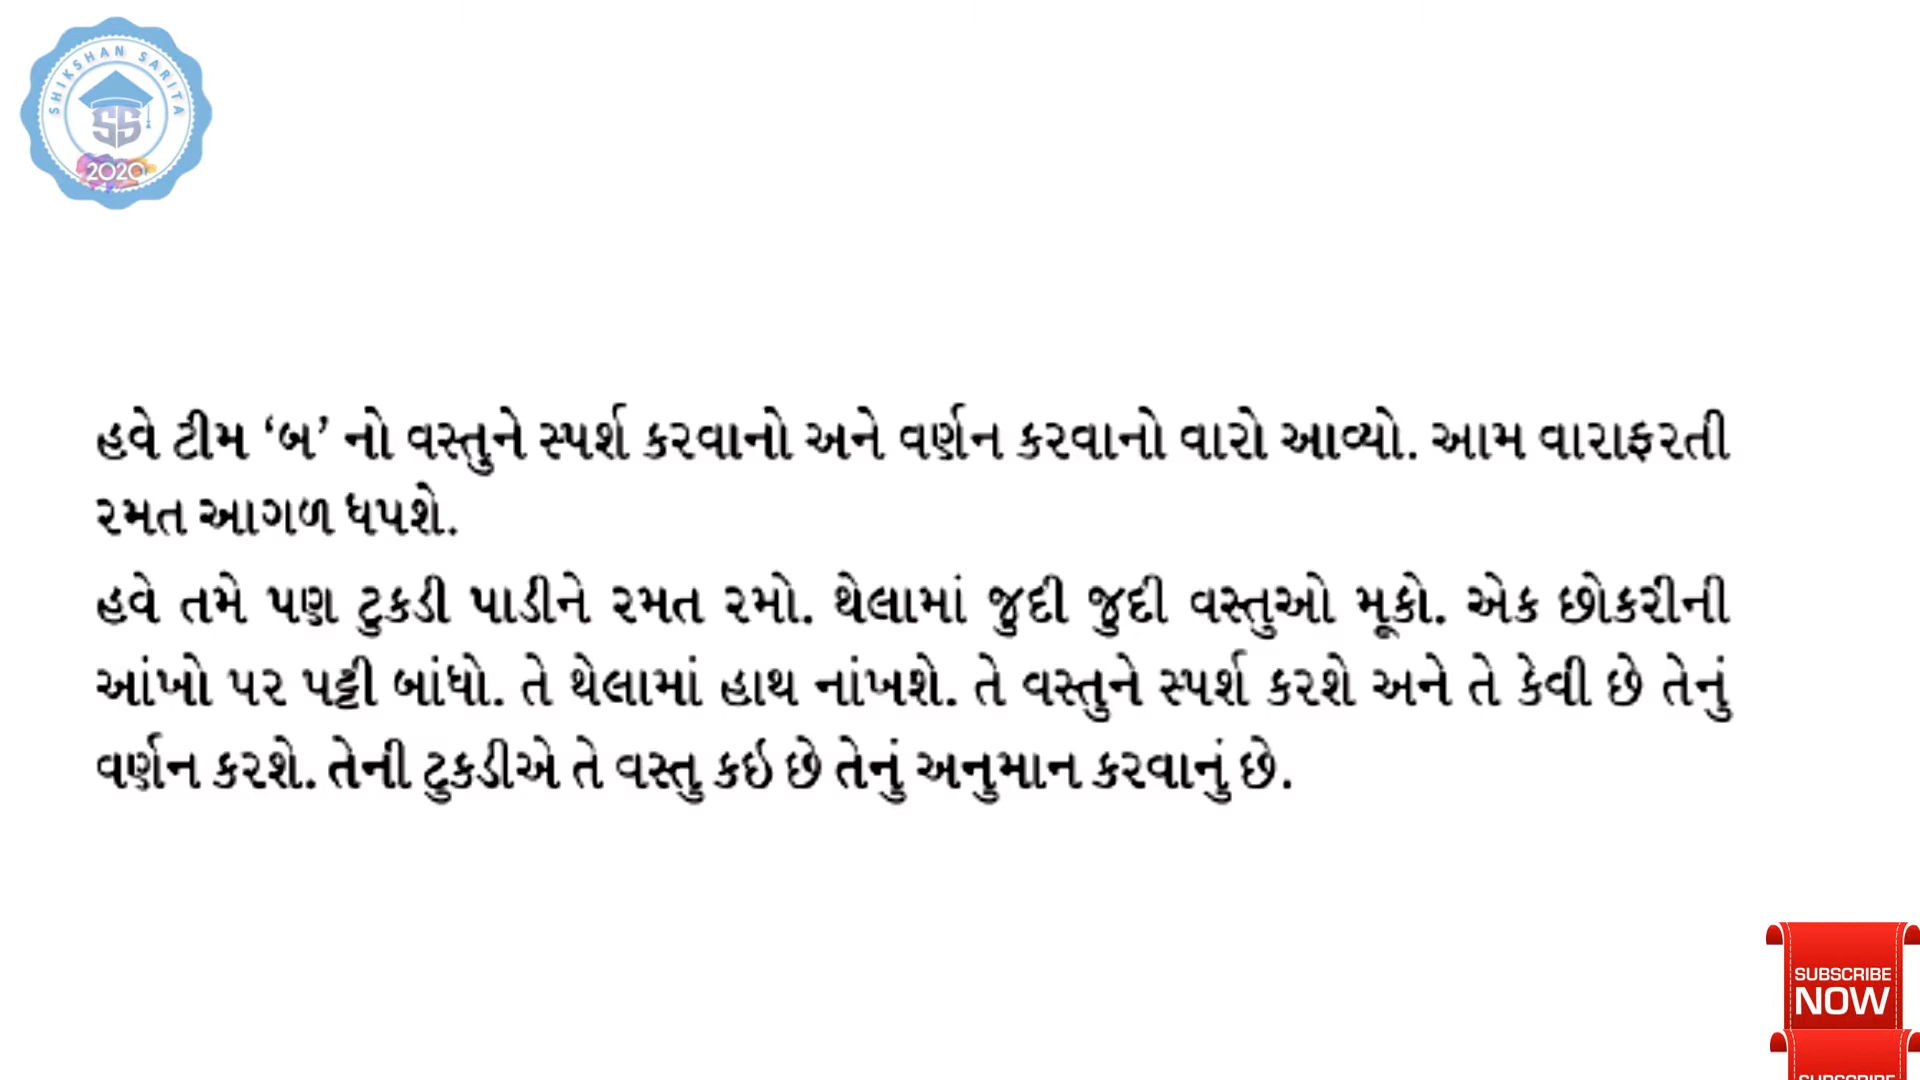 SHIKSHAN SARITA
SS
2020
હવે ટીમ ‘બ’ નો વસ્તુને સ્પર્શ કરવાનો અને વર્ણન કરવાનો વારો આવ્યો. આમ વારાફરતી
રમત આગળ ધપશે.
હવે તમે પણ ટુકડી પાડીને રમત રમો. થેલામાં જુદી જુદી વસ્તુઓ મૂકો. એક છોકરીની
આંખો પર પટ્ટી બાંધો. તે થેલામાં હાથ નાંખશે. તે વસ્તુને સ્પર્શ કરશે અને તે કેવી છે તેનું
વર્ણન કરશે. તેની ટુકડીએ તે વસ્તુ કઇ છે તેનું અનુમાન કરવાનું છે.
SUBSCRIBE
NOW
SUBSCRIBE